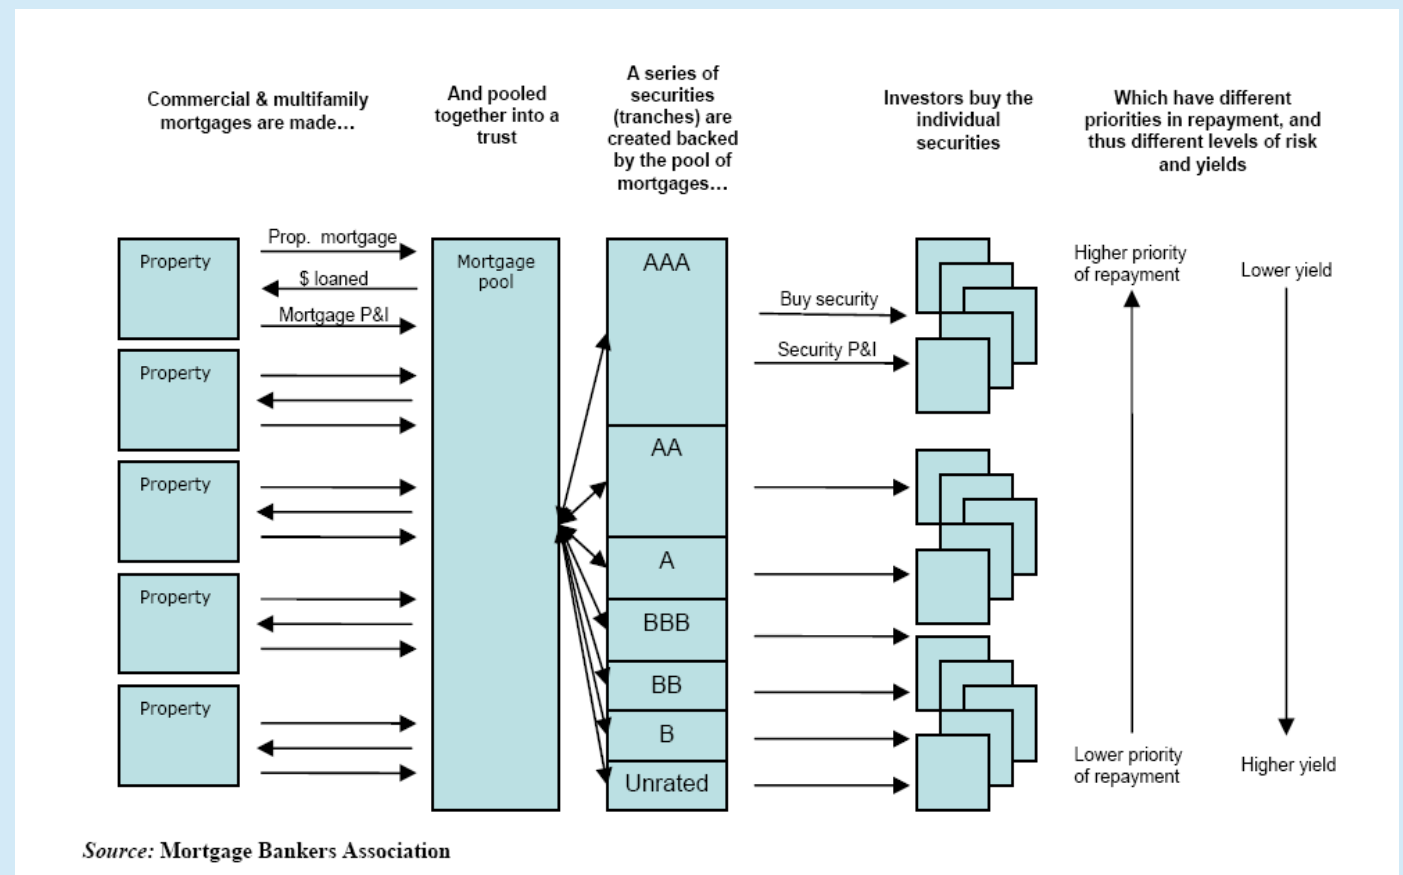 Commercial & multifamily
mortgages are made…
And pooled
together into a
trust
A series of
securities
(tranches) are
created backed
by the pool of
mortgages…
Investors buy the
individual
securities
Which have different
priorities in repayment, and
thus different levels of risk
and yields
Property
Prop. mortgage
$ loaned
Mortgage P&I
Property
Property
Property
Property
Mortgage
pool
AAA
AA
A
BBB
BB
B
Unrated
Buy security
Security P&I
Higher priority
of repayment
Lower yield
Lower priority
of repayment
Higher yield
Source: Mortgage Bankers Association